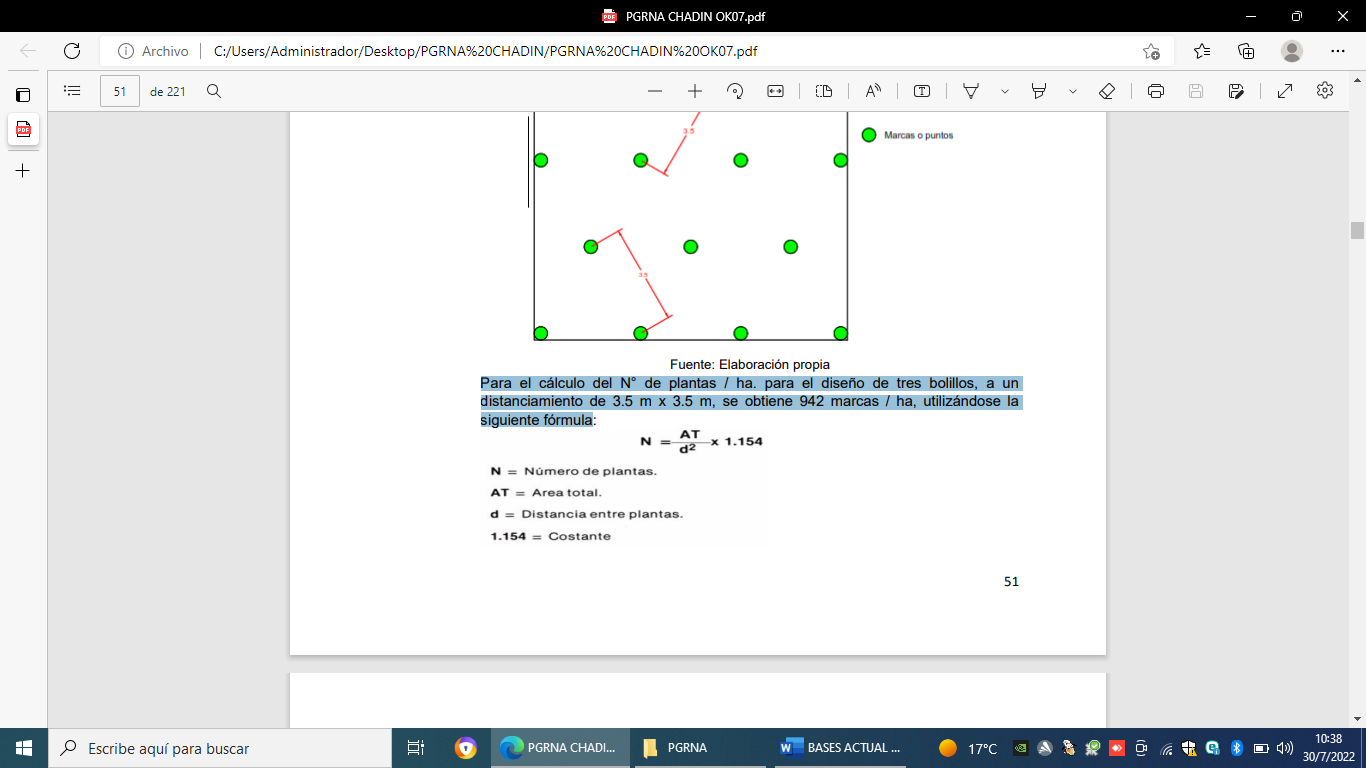 PGRNA CHADIN OK07.pdf
Archivo
C:/Users/Administrador/Desktop/PGRNA%20CHADIN/PGRNA%20CHADIN%20OK07.pdf
51
de 221
3.5
Marcas o puntos
3.5
Fuente: Elaboración propia
Para el cálculo del N° de plantas / ha. para el diseño de tres bolillos, a un
distanciamiento de 3.5 m x 3.5 m, se obtiene 942 marcas / ha, utilizándose la
siguiente fórmula:
N = AT/d² x 1.154
N = Número de plantas.
AT = Area total.
d = Distancia entre plantas.
1.154 = Costante
51
Escribe aquí para buscar
PGRNA CHADI...
PGRNA
BASES ACTUAL ...
17°C
10:38
30/7/2022